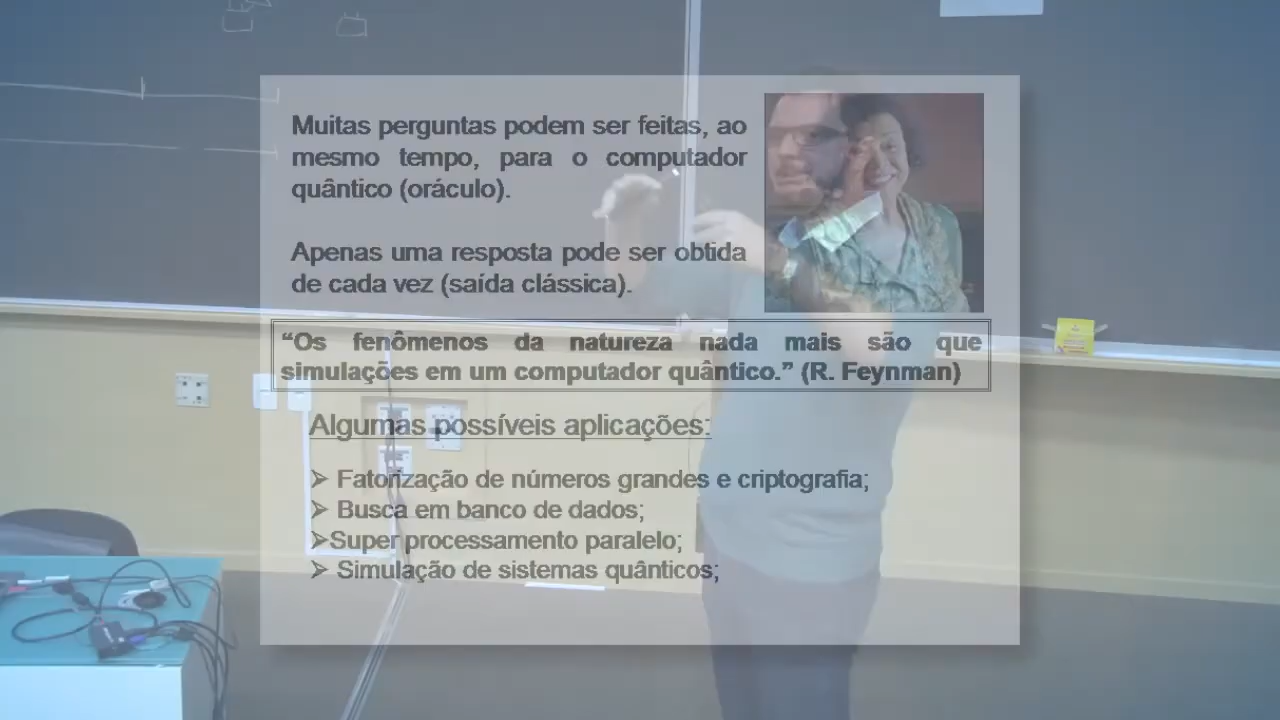 Muitas perguntas podem ser feitas, ao
mesmo tempo, para o computador
quântico (oráculo).
Apenas uma resposta pode ser obtida
de cada vez (saída clássica).
“Os fenômenos da natureza nada mais são que
simulações em um computador quântico.” (R. Feynman)
Algumas possíveis aplicações:
➢ Fatorização de números grandes e criptografia;
➢ Busca em banco de dados;
➢Super processamento paralelo;
➢ Simulação de sistemas quânticos;